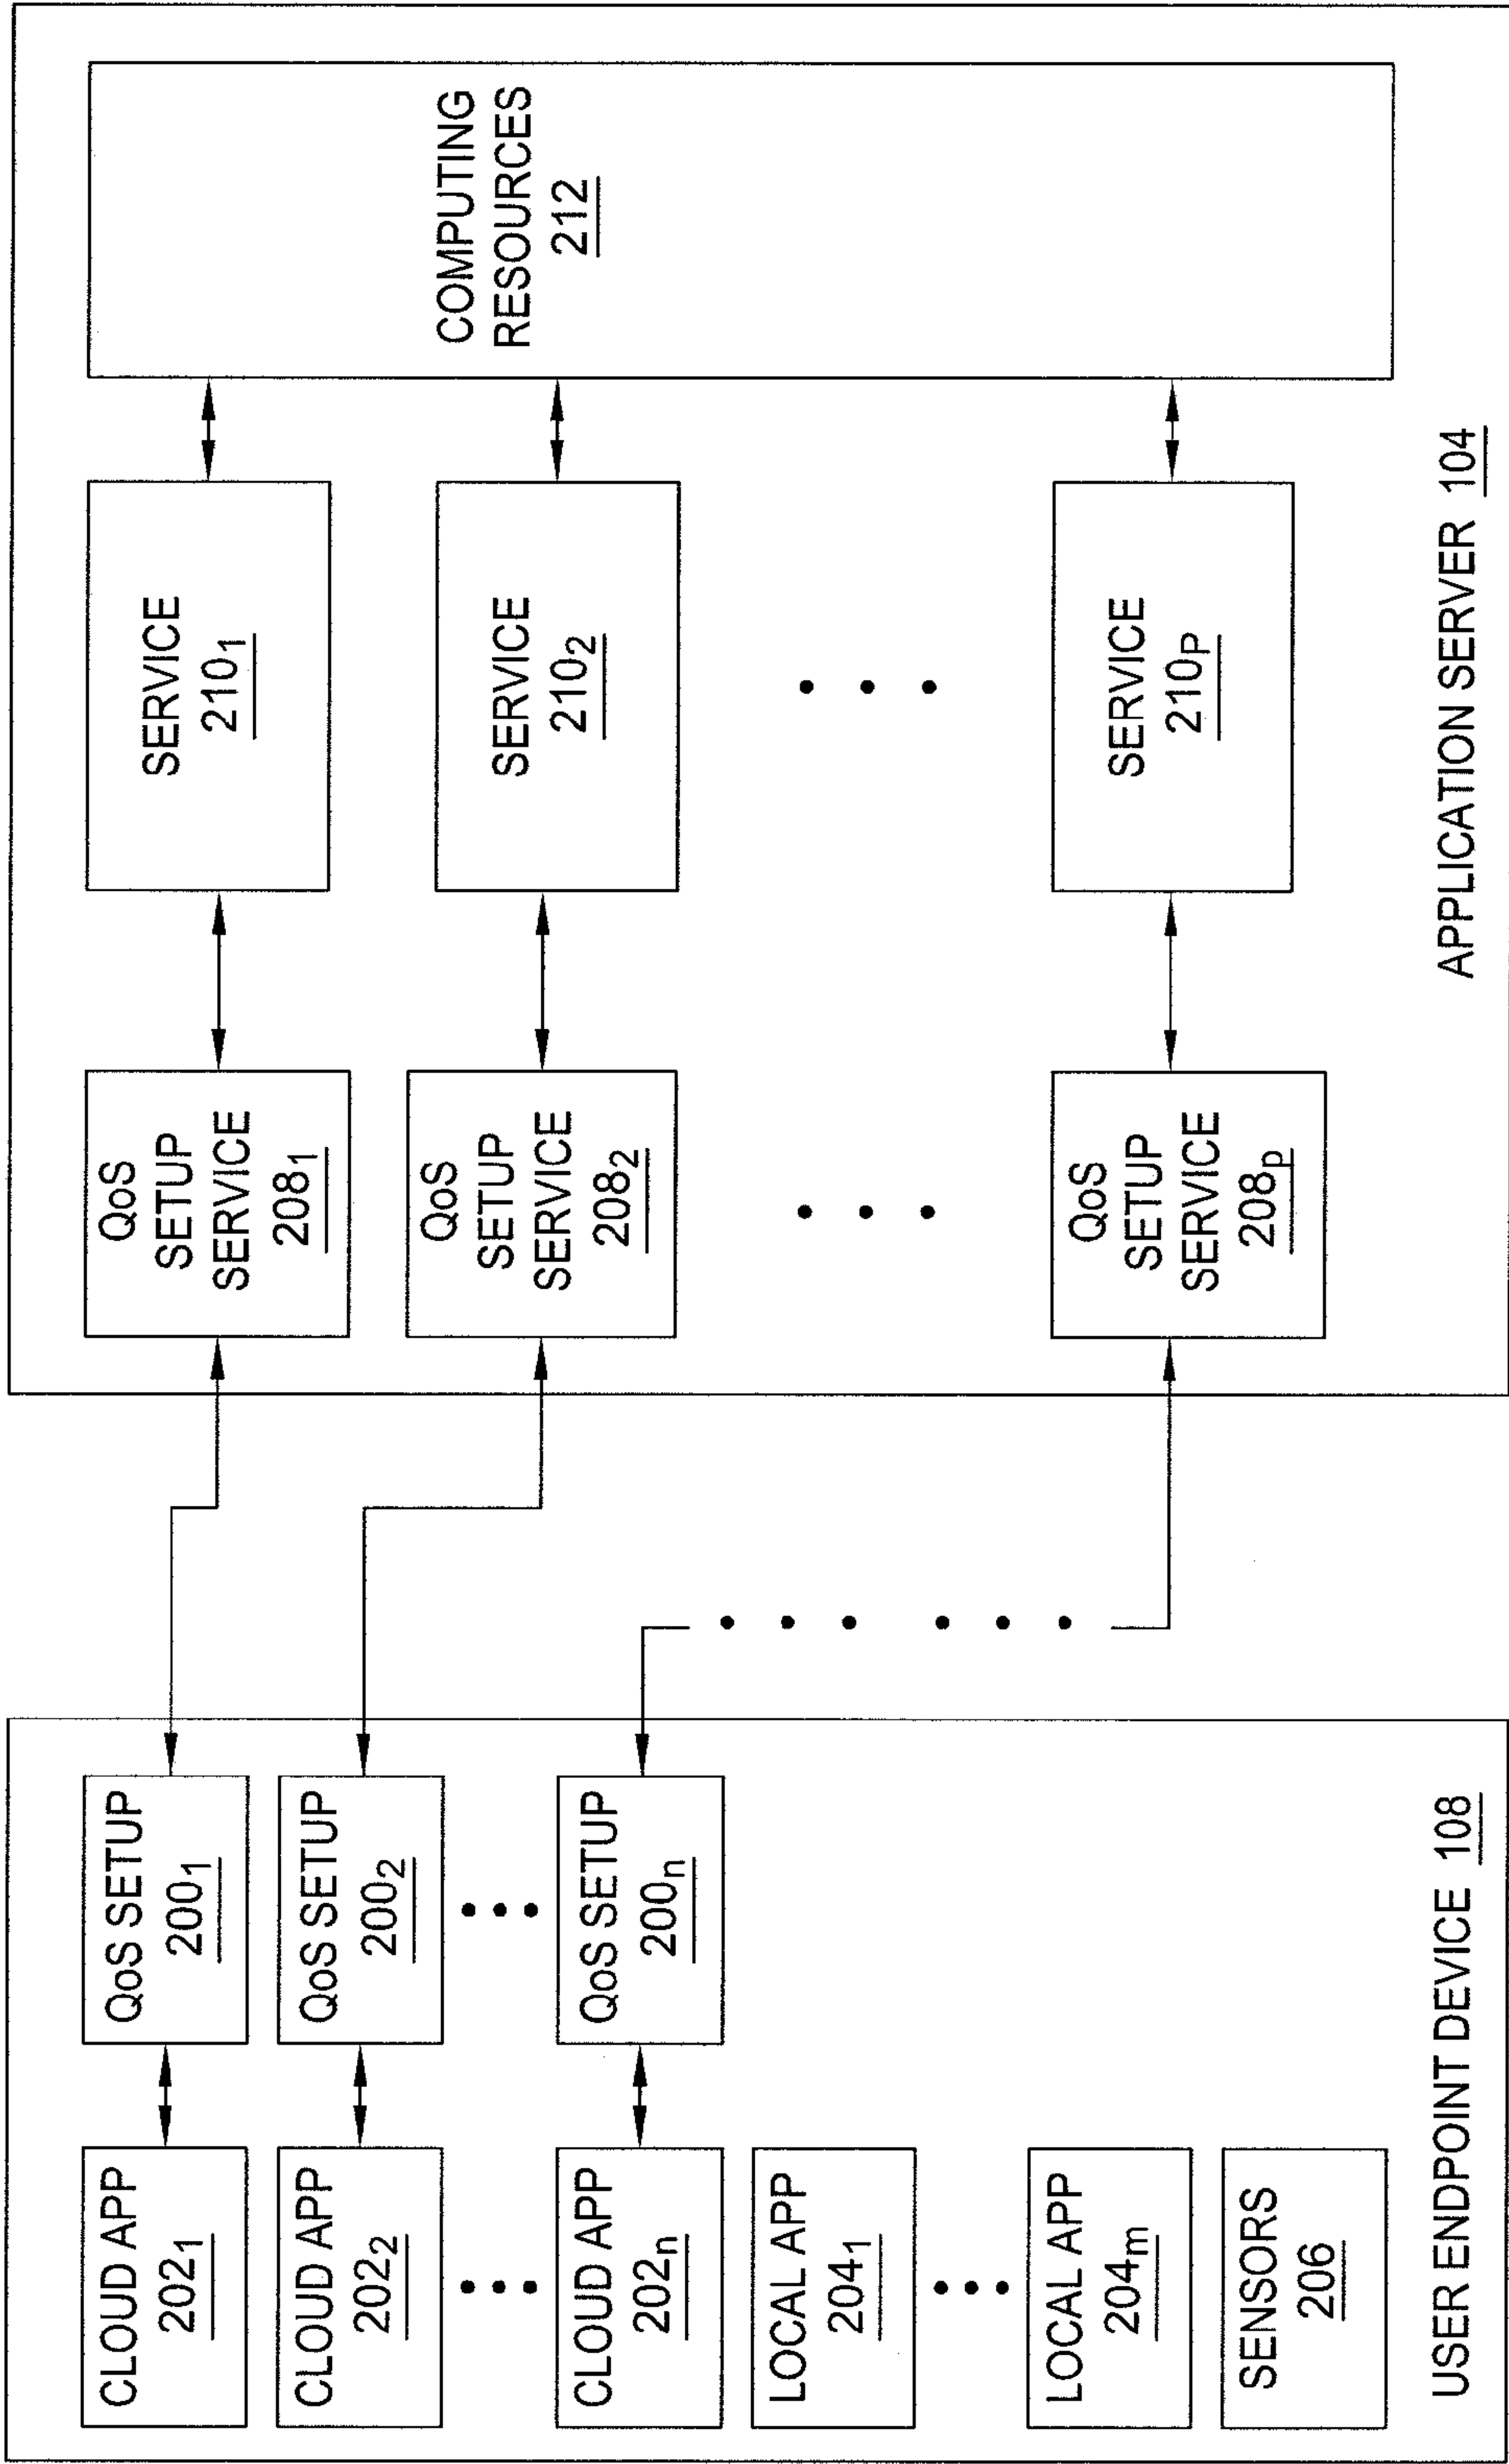 CLOUD APP
202₁
QoS SETUP
200₁
CLOUD APP
202₂
QoS SETUP
200₂
CLOUD APP
202ₙ
QoS SETUP
200ₙ
LOCAL APP
204₁
LOCAL APP
204ₘ
SENSORS
206
USER ENDPOINT DEVICE 108
QoS
SETUP
SERVICE
208₁
SERVICE
210₁
QoS
SETUP
SERVICE
208₂
SERVICE
210₂
QoS
SETUP
SERVICE
208ₚ
SERVICE
210ₚ
COMPUTING
RESOURCES
212
APPLICATION SERVER 104